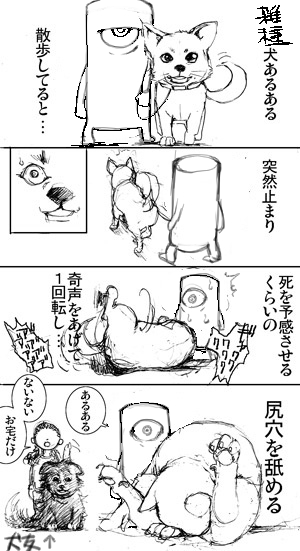 雑種
犬あるある
散歩してると…
突然止まり
死を予感させる
くらいの
奇声をあげて
1回転し…
尻穴を舐める
あるある
ないない
お宅だけ
犬友↑